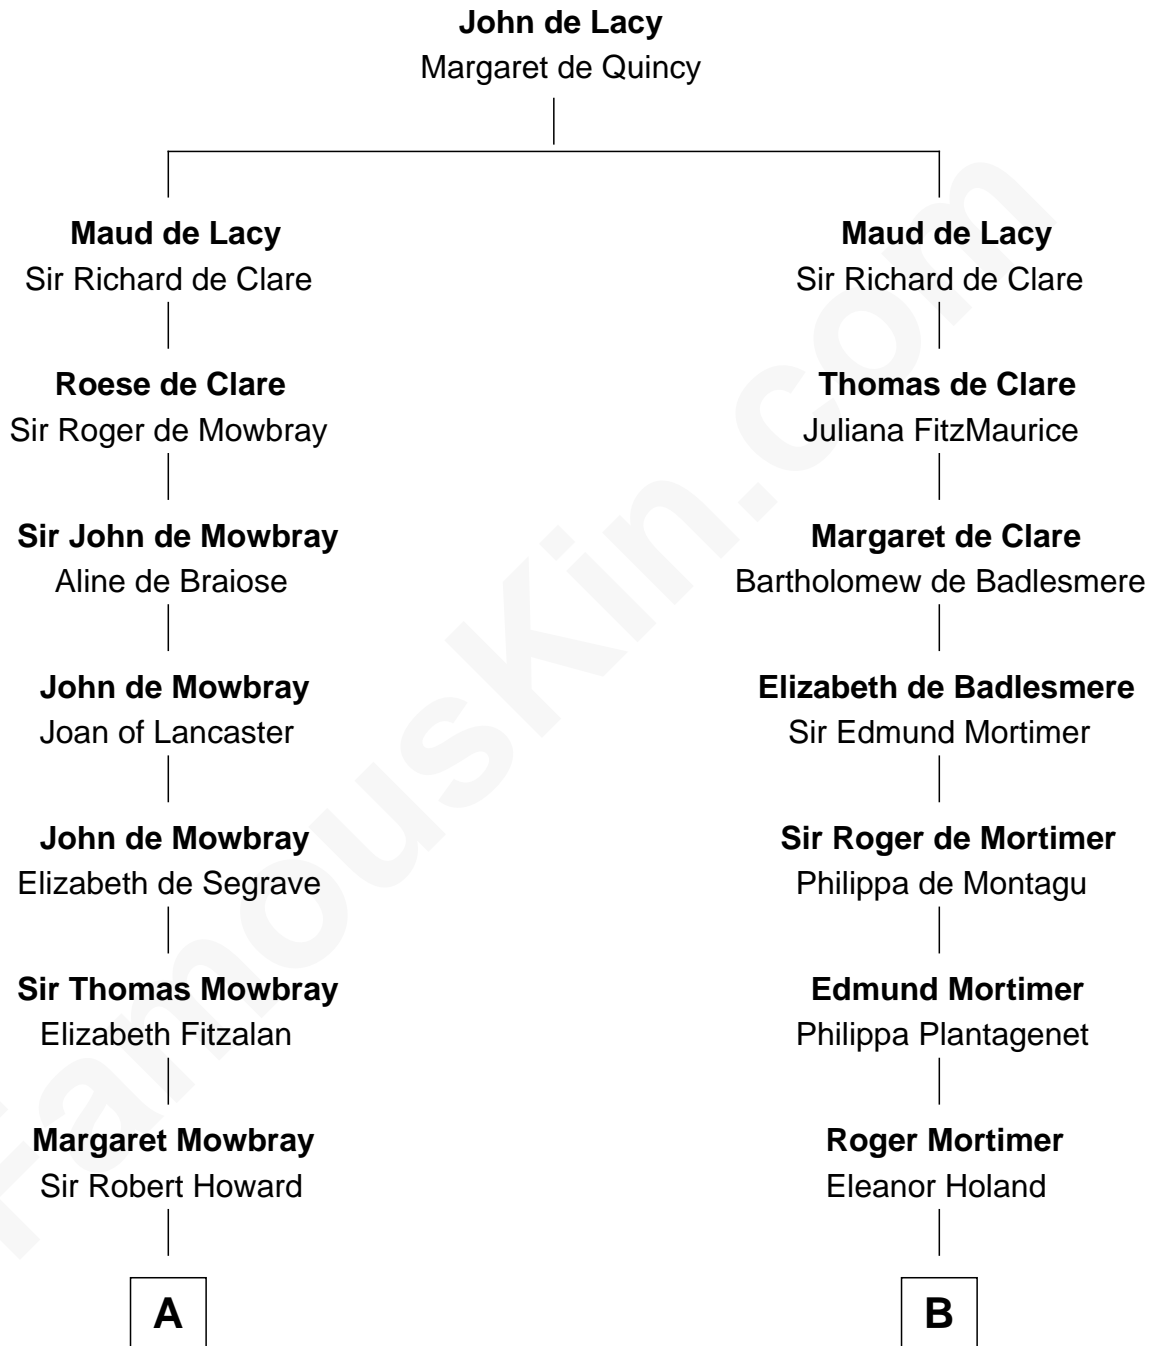 John de Lacy
Margaret de Quincy
Maud de Lacy
Sir Richard de Clare
Roese de Clare
Sir Roger de Mowbray
Sir John de Mowbray
Aline de Braiose
John de Mowbray
Joan of Lancaster
John de Mowbray
Elizabeth de Segrave
Sir Thomas Mowbray
Elizabeth Fitzalan
Margaret Mowbray
Sir Robert Howard
A
Maud de Lacy
Sir Richard de Clare
Thomas de Clare
Juliana FitzMaurice
Margaret de Clare
Bartholomew de Badlesmere
Elizabeth de Badlesmere
Sir Edmund Mortimer
Sir Roger de Mortimer
Philippa de Montagu
Edmund Mortimer
Philippa Plantagenet
Roger Mortimer
Eleanor Holand
B
FamousKin.com